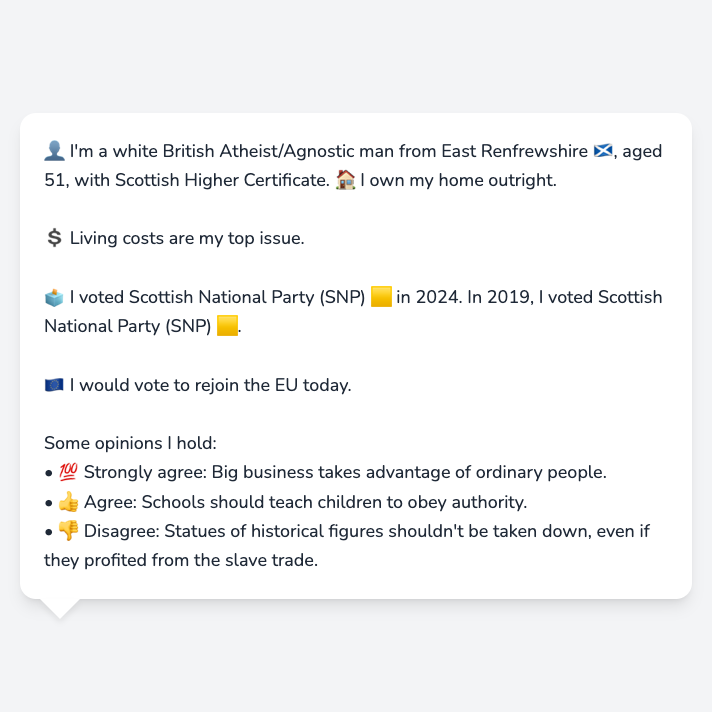 👤 I'm a white British Atheist/Agnostic man from East Renfrewshire 🏴󠁧󠁢󠁳󠁣󠁴󠁿, aged
51, with Scottish Higher Certificate. 🏠 I own my home outright.
💲 Living costs are my top issue.
🗳️ I voted Scottish National Party (SNP) 🟨 in 2024. In 2019, I voted Scottish
National Party (SNP) 🟨.
🇪🇺 I would vote to rejoin the EU today.
Some opinions I hold:
• 💯 Strongly agree: Big business takes advantage of ordinary people.
• 👍 Agree: Schools should teach children to obey authority.
• 👎 Disagree: Statues of historical figures shouldn't be taken down, even if
they profited from the slave trade.